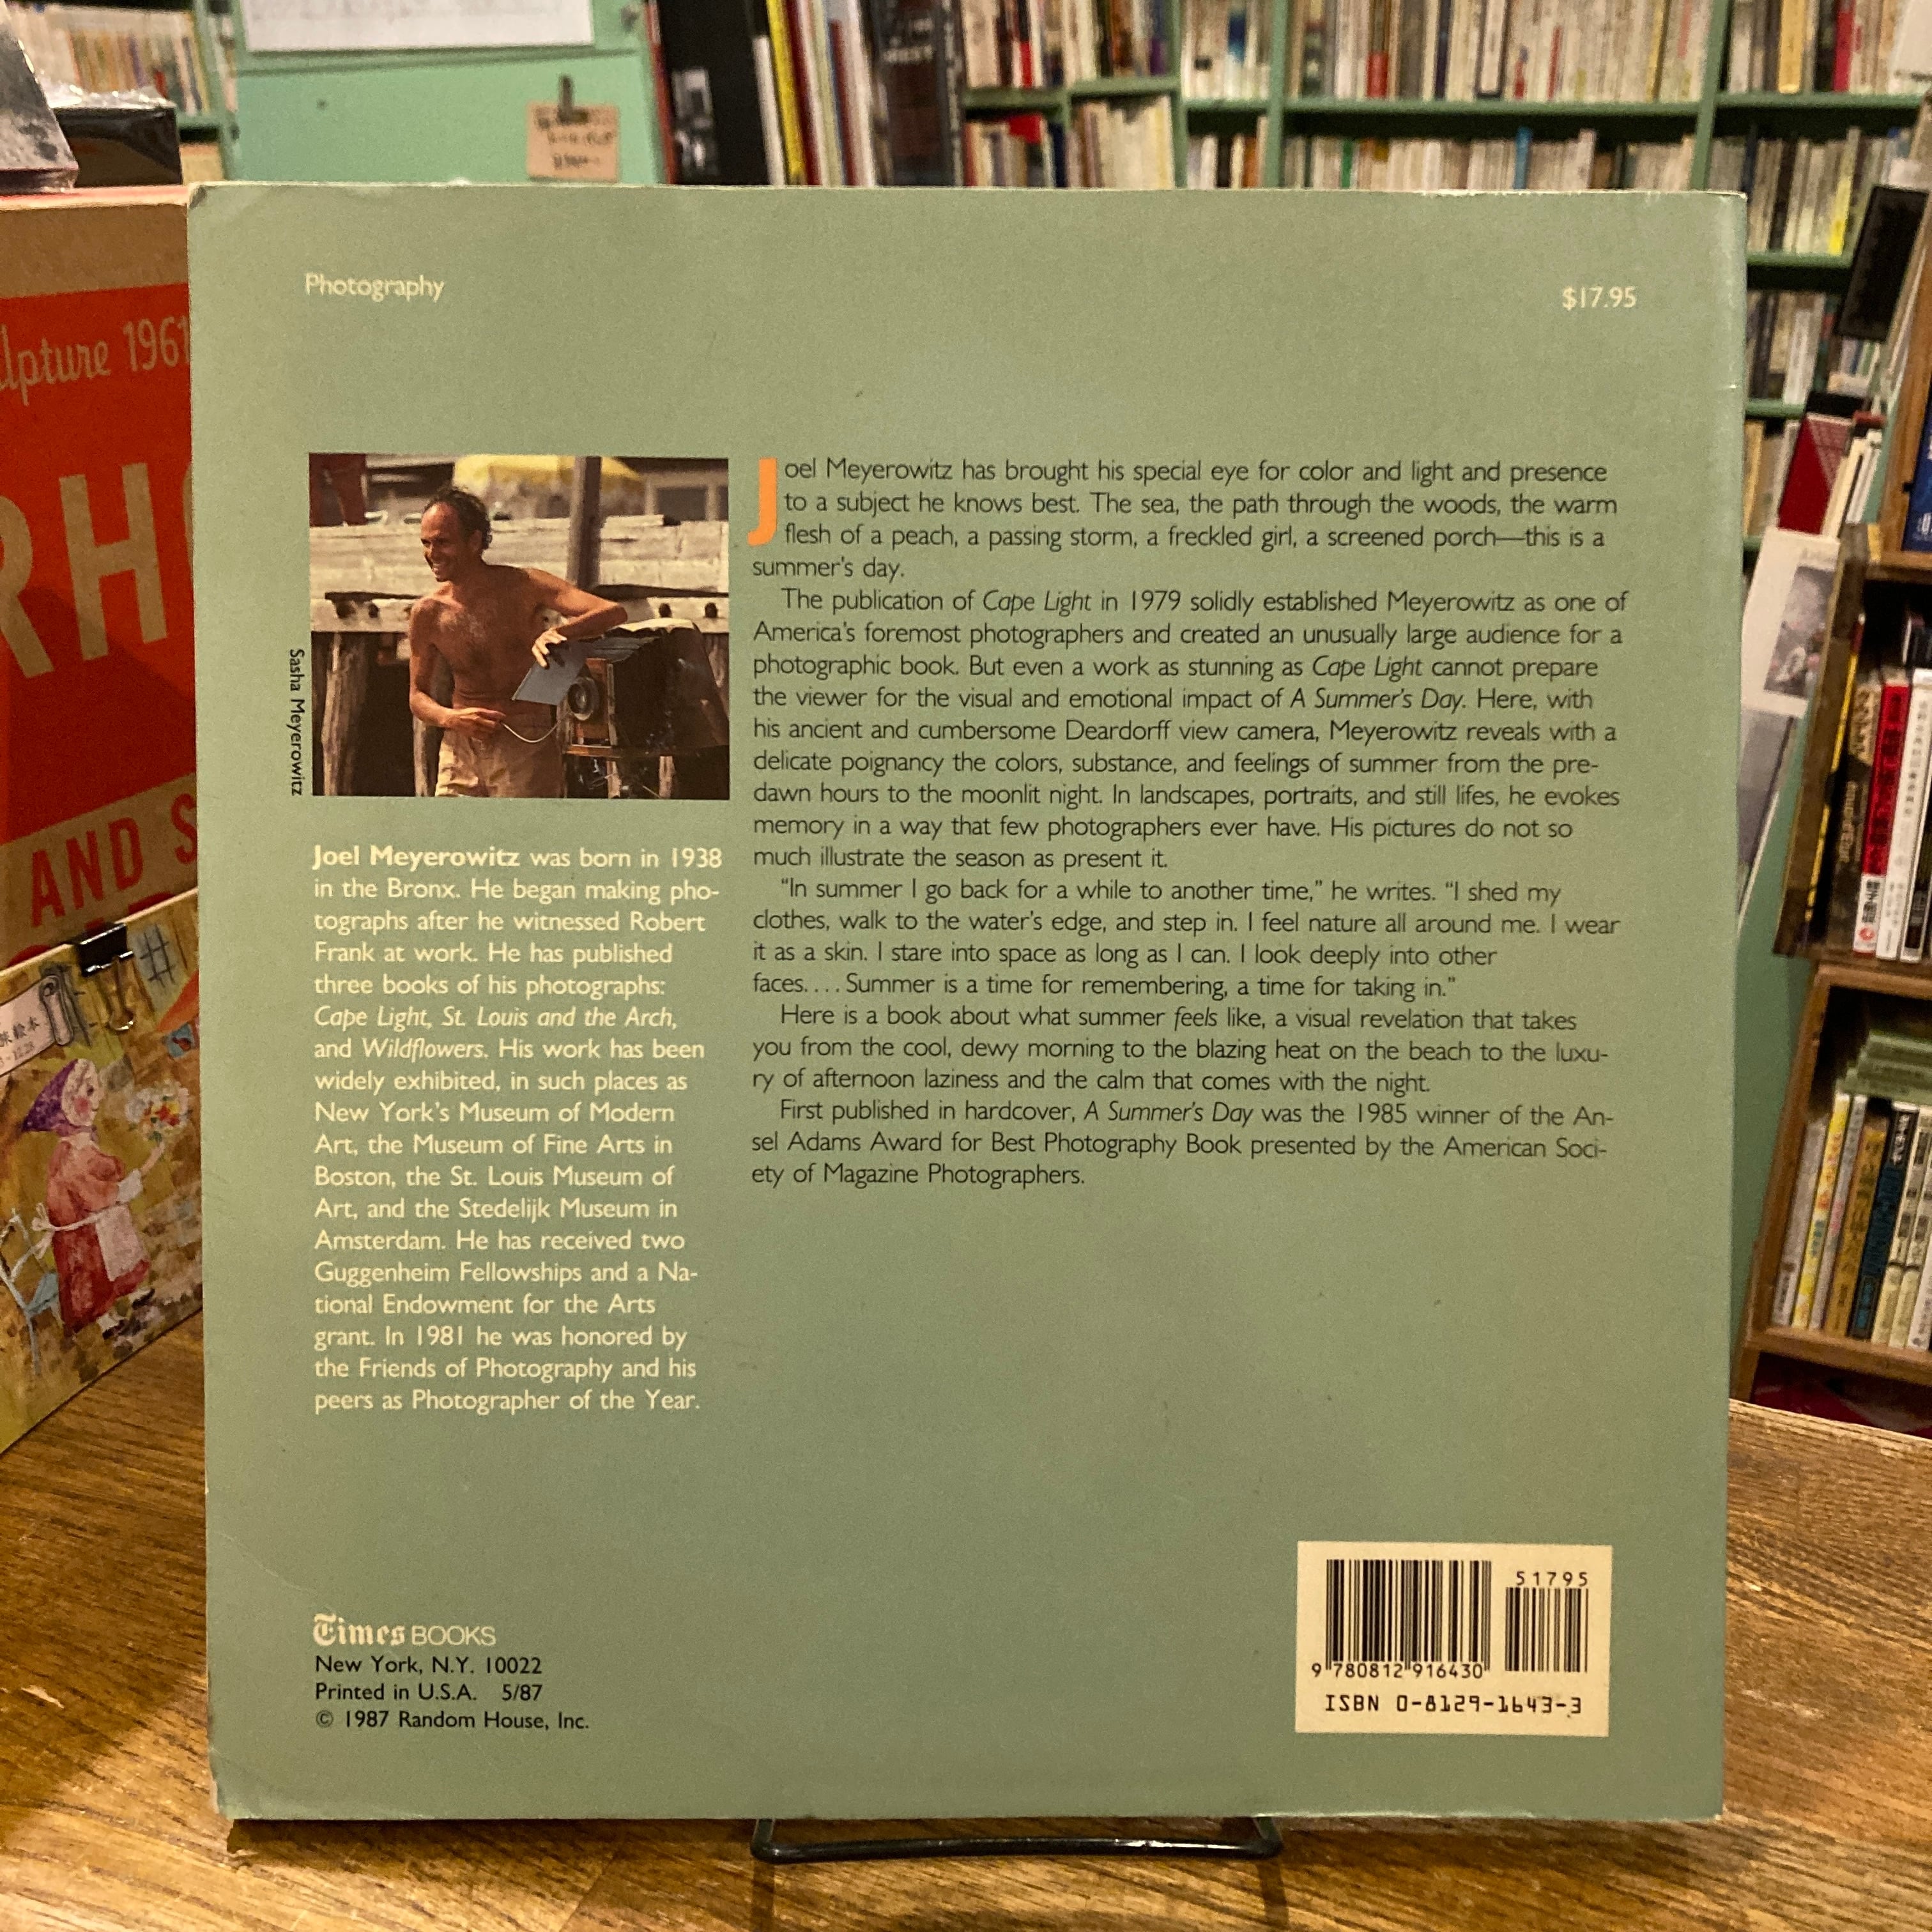 Photography
$17.95
Joel Meyerowitz has brought his special eye for color and light and presence
to a subject he knows best. The sea, the path through the woods, the warm
flesh of a peach, a passing storm, a freckled girl, a screened porch—this is a
summer's day.
The publication of Cape Light in 1979 solidly established Meyerowitz as one of
America's foremost photographers and created an unusually large audience for a
photographic book. But even a work as stunning as Cape Light cannot prepare
the viewer for the visual and emotional impact of A Summer's Day. Here, with
his ancient and cumbersome Deardorff view camera, Meyerowitz reveals with a
delicate poignancy the colors, substance, and feelings of summer from the pre-
dawn hours to the moonlit night. In landscapes, portraits, and still lifes, he evokes
memory in a way that few photographers ever have. His pictures do not so
much illustrate the season as present it.
“In summer I go back for a while to another time,” he writes. “I shed my
clothes, walk to the water's edge, and step in. I feel nature all around me. I wear
it as a skin. I stare into space as long as I can. I look deeply into other
faces.... Summer is a time for remembering, a time for taking in.”
Here is a book about what summer feels like, a visual revelation that takes
you from the cool, dewy morning to the blazing heat on the beach to the luxu-
ry of afternoon laziness and the calm that comes with the night.
First published in hardcover, A Summer's Day was the 1985 winner of the An-
sel Adams Award for Best Photography Book presented by the American Soci-
ety of Magazine Photographers.
Sasha Meyerowitz
Joel Meyerowitz was born in 1938
in the Bronx. He began making pho-
tographs after he witnessed Robert
Frank at work. He has published
three books of his photographs:
Cape Light, St. Louis and the Arch,
and Wildflowers. His work has been
widely exhibited, in such places as
New York's Museum of Modern
Art, the Museum of Fine Arts in
Boston, the St. Louis Museum of
Art, and the Stedelijk Museum in
Amsterdam. He has received two
Guggenheim Fellowships and a Na-
tional Endowment for the Arts
grant. In 1981 he was honored by
the Friends of Photography and his
peers as Photographer of the Year.
Times BOOKS
New York, N.Y. 10022
Printed in U.S.A. 5/87
© 1987 Random House, Inc.
51795
9 780812 916430
ISBN 0-8129-1643-3
1961
AND